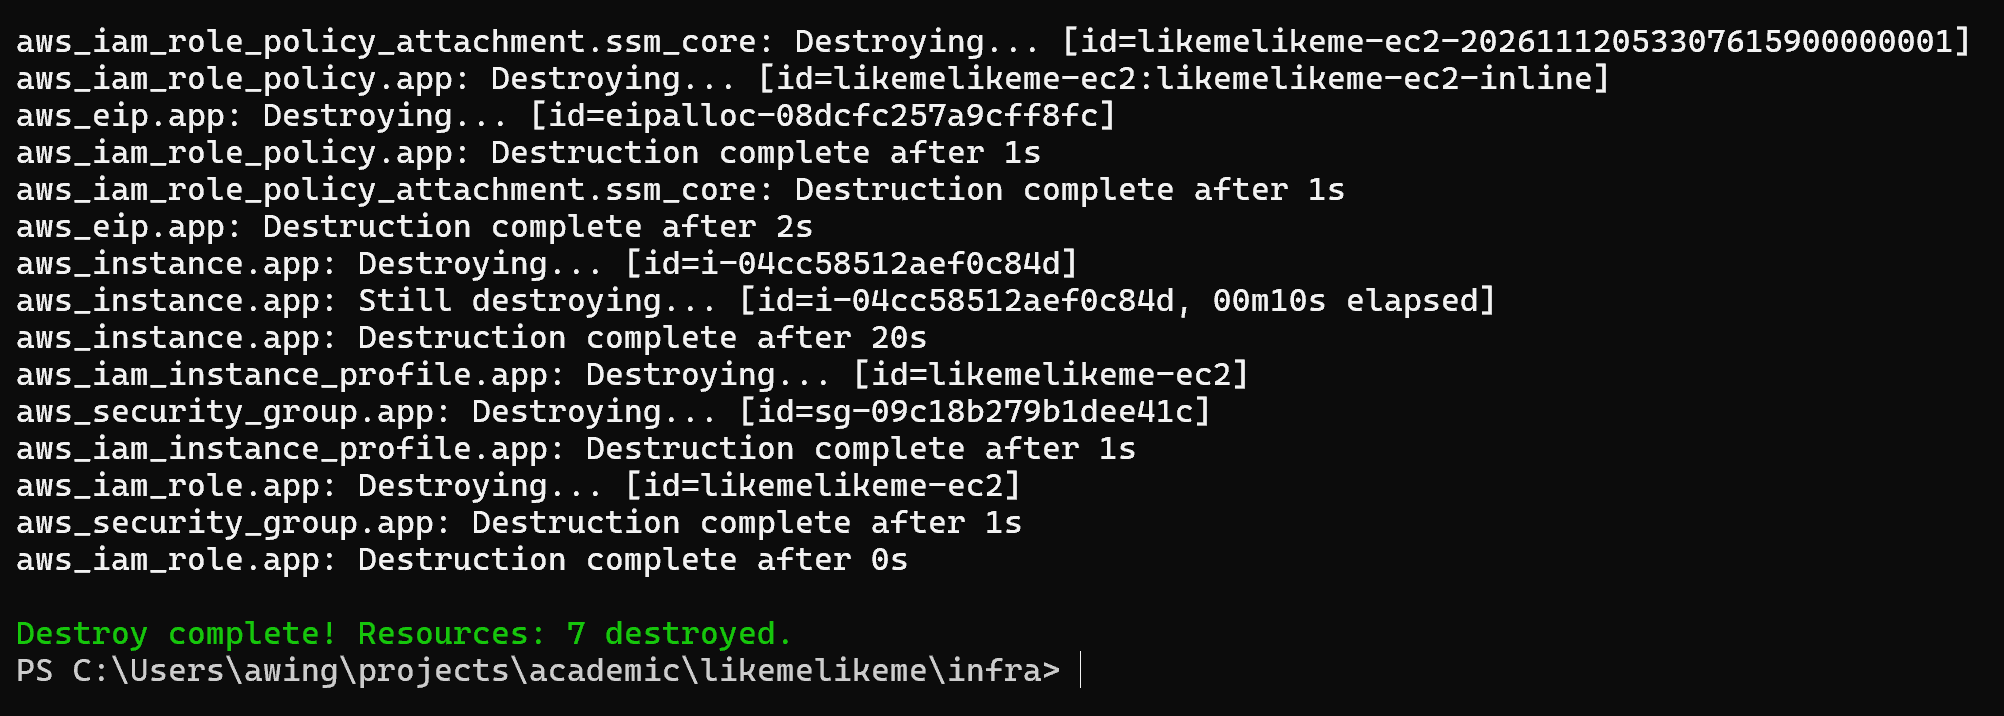 aws_iam_role_policy_attachment.ssm_core: Destroying... [id=likemelikeme-ec2-20261111205330761590000001]
aws_iam_role_policy.app: Destroying... [id=likemelikeme-ec2:likemelikeme-ec2-inline]
aws_eip.app: Destroying... [id=eipalloc-08dcfc257a9cff8fc]
aws_iam_role_policy.app: Destruction complete after 1s
aws_iam_role_policy_attachment.ssm_core: Destruction complete after 1s
aws_eip.app: Destruction complete after 2s
aws_instance.app: Destroying... [id=i-04cc58512aef0c84d]
aws_instance.app: Still destroying... [id=i-04cc58512aef0c84d, 00m10s elapsed]
aws_instance.app: Destruction complete after 20s
aws_iam_instance_profile.app: Destroying... [id=likemelikeme-ec2]
aws_security_group.app: Destroying... [id=sg-09c18b279b1dee41c]
aws_iam_instance_profile.app: Destruction complete after 1s
aws_iam_role.app: Destroying... [id=likemelikeme-ec2]
aws_security_group.app: Destruction complete after 1s
aws_iam_role.app: Destruction complete after 0s
Destroy complete! Resources: 7 destroyed.
PS C:\Users\awing\projects\academic\likemelikeme\infra>